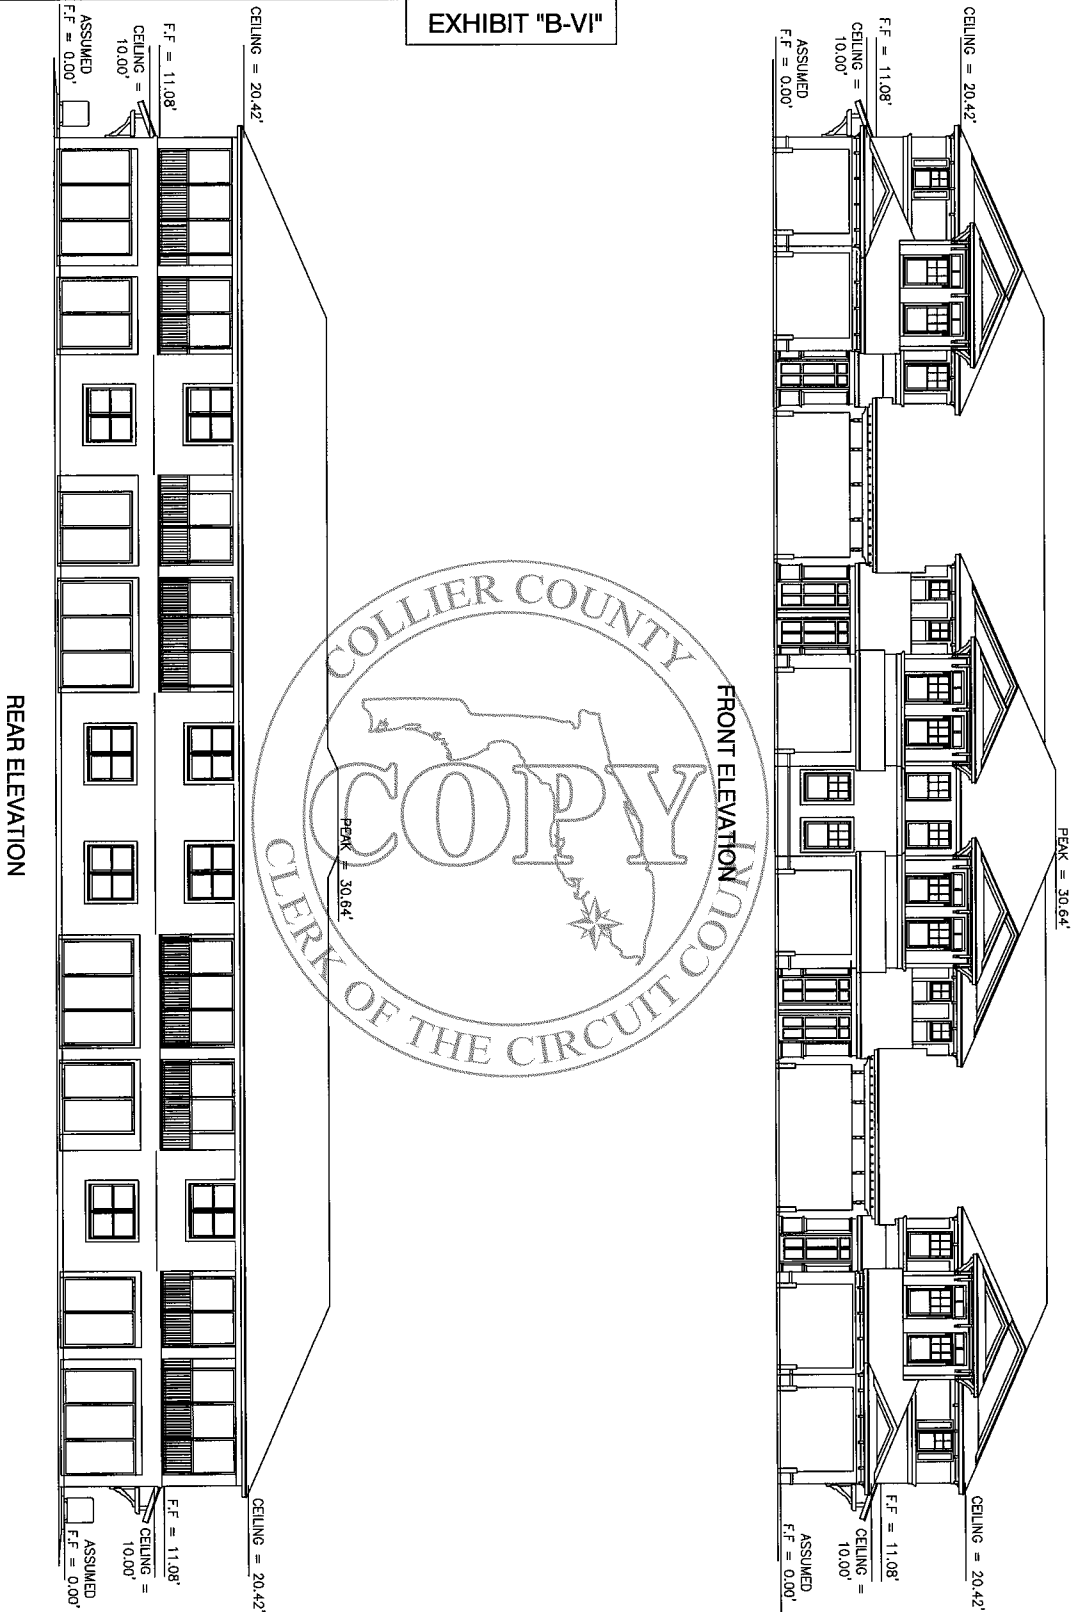 EXHIBIT "B-VI"
CEILING = 20.42'
F.F = 11.08'
CEILING =
10.00'
ASSUMED
F.F = 0.00'
PEAK = 30.64'
CEILING = 20.42'
F.F = 11.08'
CEILING =
10.00'
ASSUMED
F.F = 0.00'
FRONT ELEVATION
COLLIER COUNTY
COPY
CLERK OF THE CIRCUIT COURT
CEILING = 20.42'
F.F = 11.08'
CEILING =
10.00'
ASSUMED
F.F = 0.00'
PEAK = 30.64'
CEILING = 20.42'
F.F = 11.08'
CEILING =
10.00'
ASSUMED
F.F = 0.00'
REAR ELEVATION